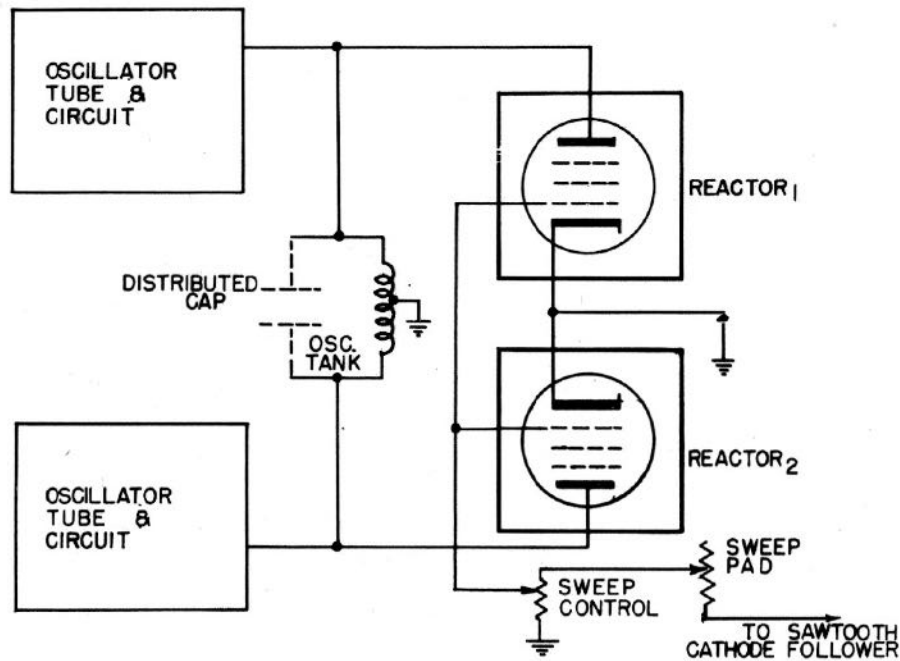 OSCILLATOR
TUBE &
CIRCUIT
REACTOR₁
DISTRIBUTED
CAP
OSC.
TANK
REACTOR₂
OSCILLATOR
TUBE &
CIRCUIT
SWEEP
PAD
SWEEP
CONTROL
TO SAWTOOTH
CATHODE FOLLOWER